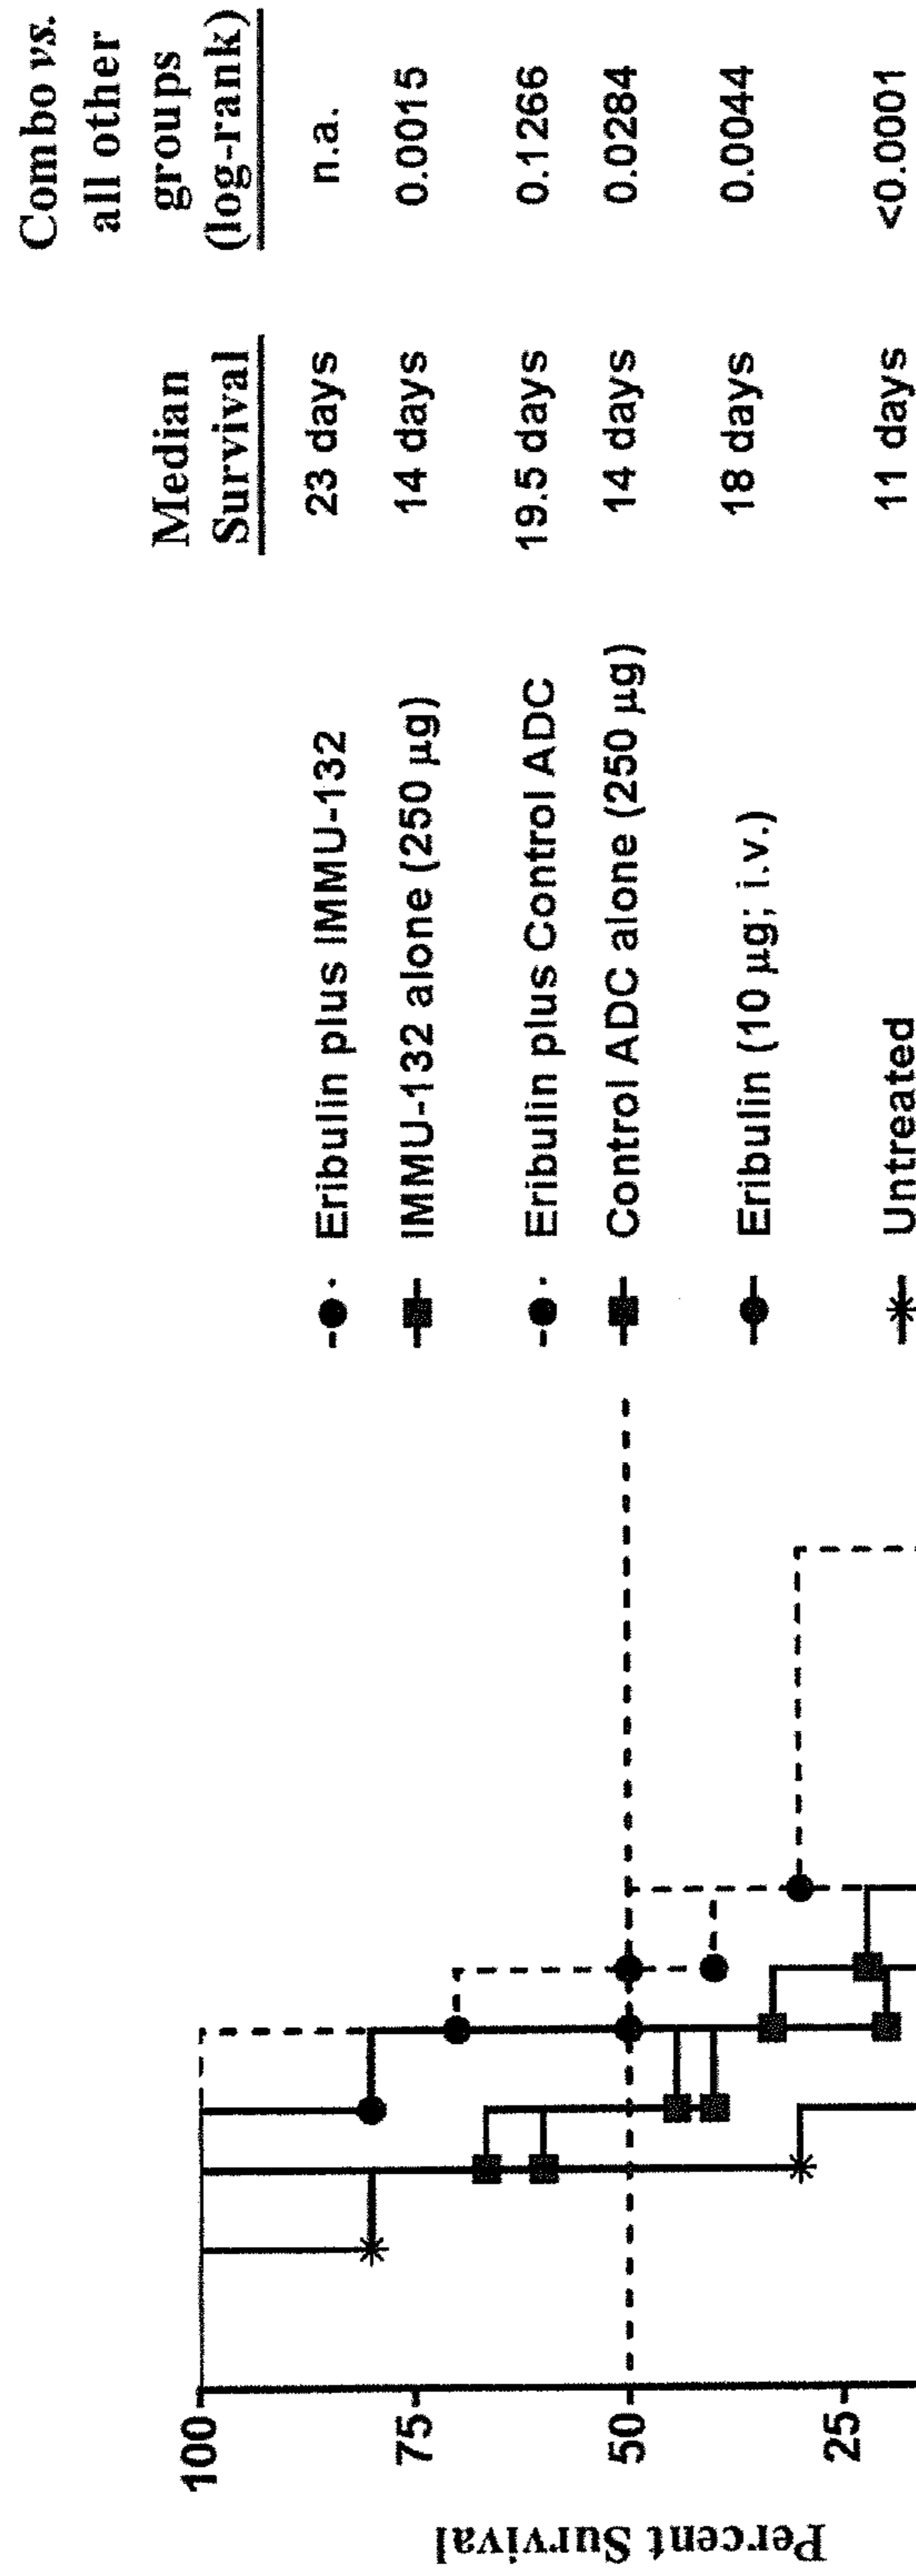 Combo vs.
all other
groups
(log-rank)
Median
Survival
Eribulin plus IMMU-132 23 days n.a.
IMMU-132 alone (250 µg) 14 days 0.0015
Eribulin plus Control ADC 19.5 days 0.1266
Control ADC alone (250 µg) 14 days 0.0284
Eribulin (10 µg; i.v.) 18 days 0.0044
Untreated 11 days <0.0001
100
75
50
25
Percent Survival